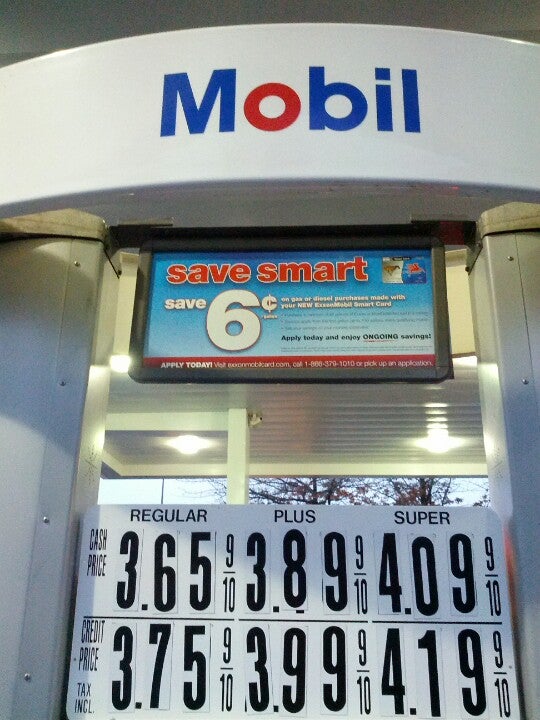 Mobil
save smart
save 6¢
gallon
on gas or diesel purchases made with
your NEW ExxonMobil Smart Card
Apply today and enjoy ONGOING savings!
APPLY TODAY! Visit exxonmobilcard.com, call 1-866-379-1010 or pick up an application.
REGULAR PLUS SUPER
CASH PRICE 3.65 9/10 3.89 9/10 4.09 9/10
CREDIT PRICE 3.75 9/10 3.99 9/10 4.19 9/10
TAX INCL.